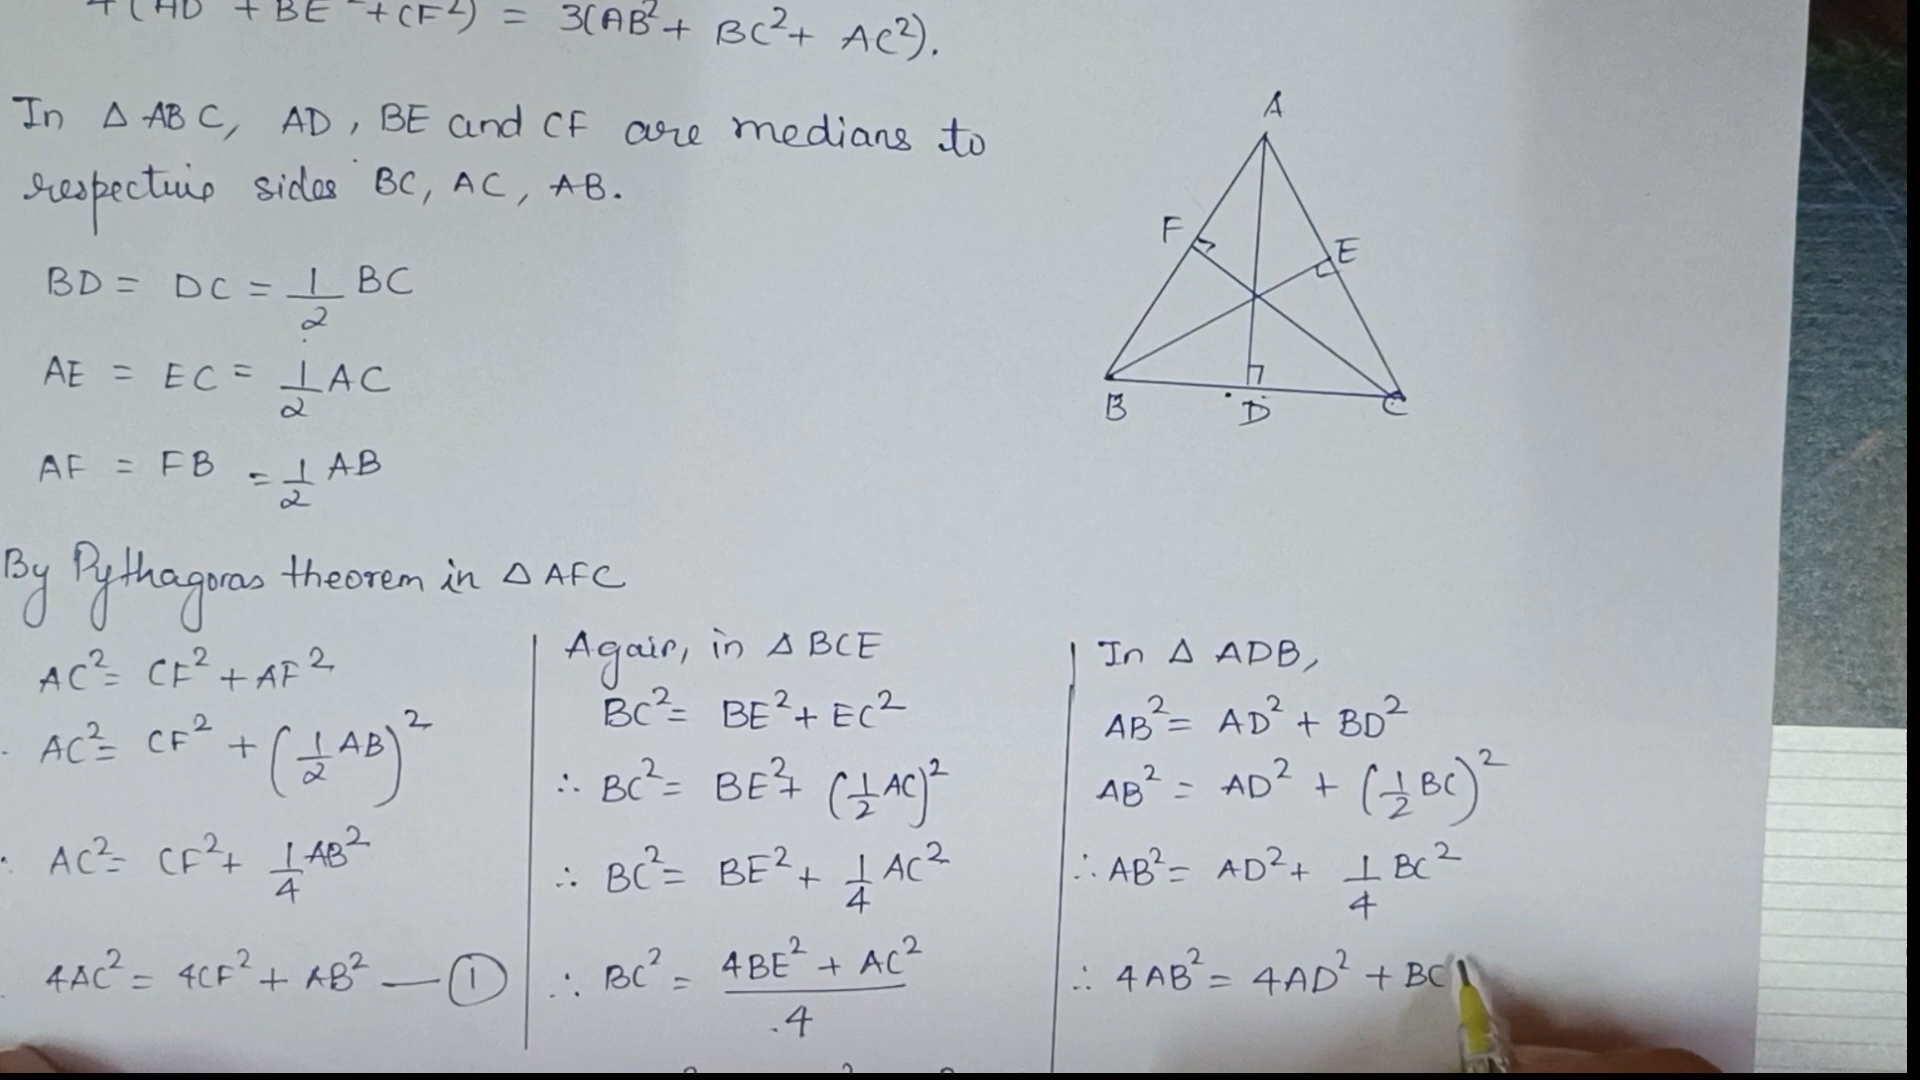 4(AD² + BE² + CF²) = 3(AB² + BC² + AC²).
In △ ABC, AD, BE and CF are medians to
respective sides BC, AC, AB.
BD = DC = 1/2 BC
AE = EC = 1/2 AC
AF = FB = 1/2 AB
A
F
E
B
D
C
By Pythagoras theorem in △ AFC
AC² = CF² + AF²
AC² = CF² + (1/2 AB)²
AC² = CF² + 1/4 AB²
4AC² = 4CF² + AB² — ①
Again, in △ BCE
BC² = BE² + EC²
∴ BC² = BE² + (1/2 AC)²
∴ BC² = BE² + 1/4 AC²
∴ BC² = 4BE² + AC² / 4
In △ ADB,
AB² = AD² + BD²
AB² = AD² + (1/2 BC)²
∴ AB² = AD² + 1/4 BC²
∴ 4AB² = 4AD² + BC